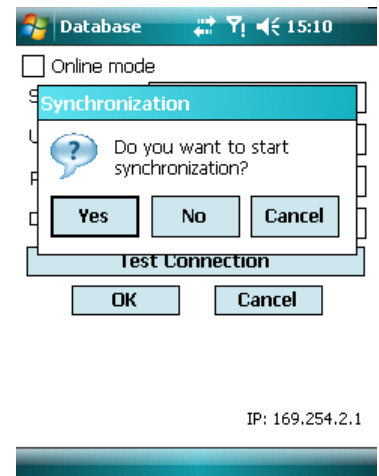 Database 15:10
Online mode
S
Synchronization
U
Do you want to start
synchronization?
P
D
Yes No Cancel
Test Connection
OK Cancel
IP: 169.254.2.1